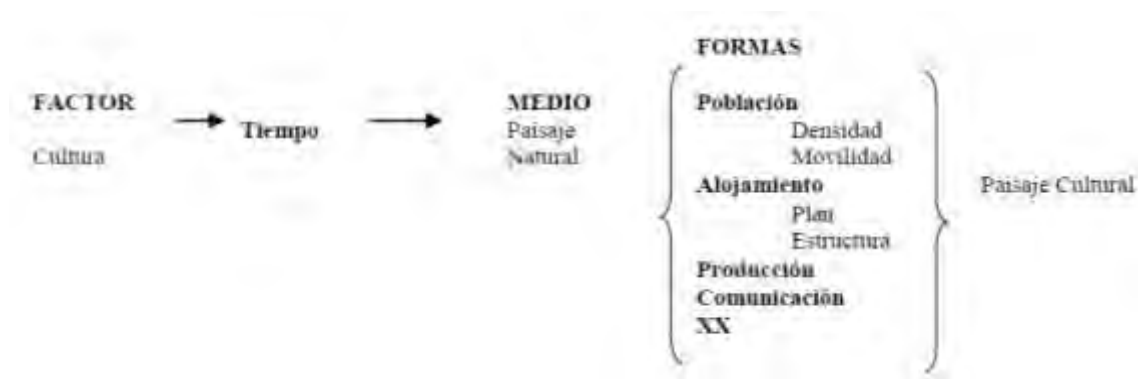 FORMAS
FACTOR
Tiempo
MEDIO
Población
Cultura
Paisaje
Natural
Densidad
Movilidad
Alojamiento
Plan
Estructura
Producción
Comunicación
XX
Paisaje Cultural